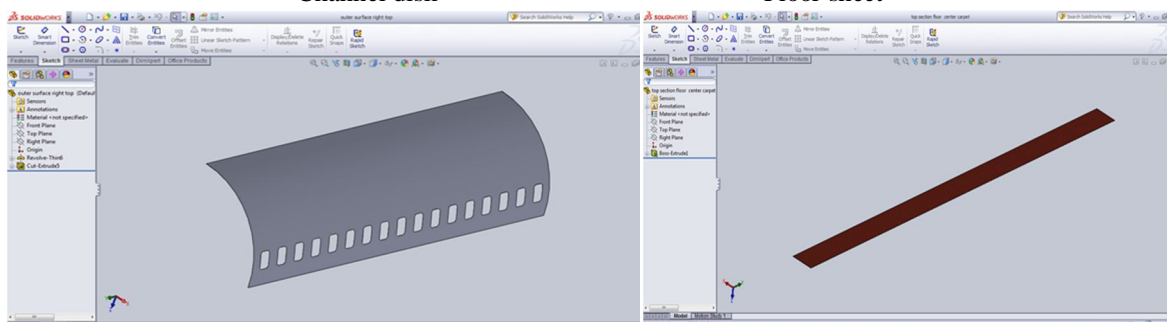 Channel disk
Floor sheet
SOLIDWORKS
outer surface right top
Search SolidWorks Help
Sketch
Smart Dimension
Trim Entities
Convert Entities
Offset Entities
Mirror Entities
Linear Sketch Pattern
Move Entities
Display/Delete Relations
Repair Sketch
Quick Snaps
Rapid Sketch
Features
Sketch
Sheet Metal
Evaluate
DimXpert
Office Products
outer surface right top (Defaul
Sensors
Annotations
Material <not specified>
Front Plane
Top Plane
Right Plane
Origin
Revolve-Thin6
Cut-Extrude5
SOLIDWORKS
top section floor center carpet
Search SolidWorks Help
Sketch
Smart Dimension
Trim Entities
Convert Entities
Offset Entities
Mirror Entities
Linear Sketch Pattern
Move Entities
Display/Delete Relations
Repair Sketch
Quick Snaps
Rapid Sketch
Features
Sketch
Sheet Metal
Evaluate
DimXpert
Office Products
top section floor center carpet
Sensors
Annotations
Material <not specified>
Front Plane
Top Plane
Right Plane
Origin
Boss-Extrude1
Model
Motion Study 1